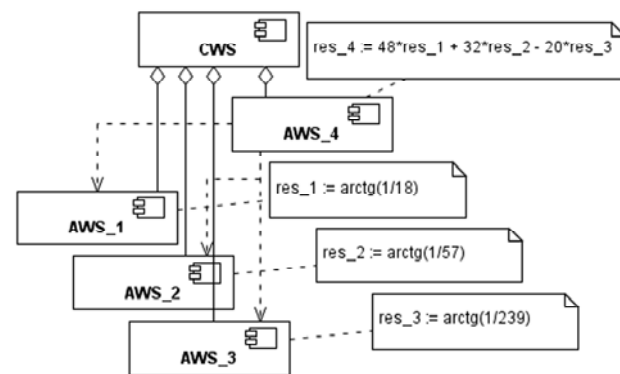 CWS
res_4 := 48*res_1 + 32*res_2 - 20*res_3
AWS_4
res_1 := arctg(1/18)
AWS_1
res_2 := arctg(1/57)
AWS_2
res_3 := arctg(1/239)
AWS_3